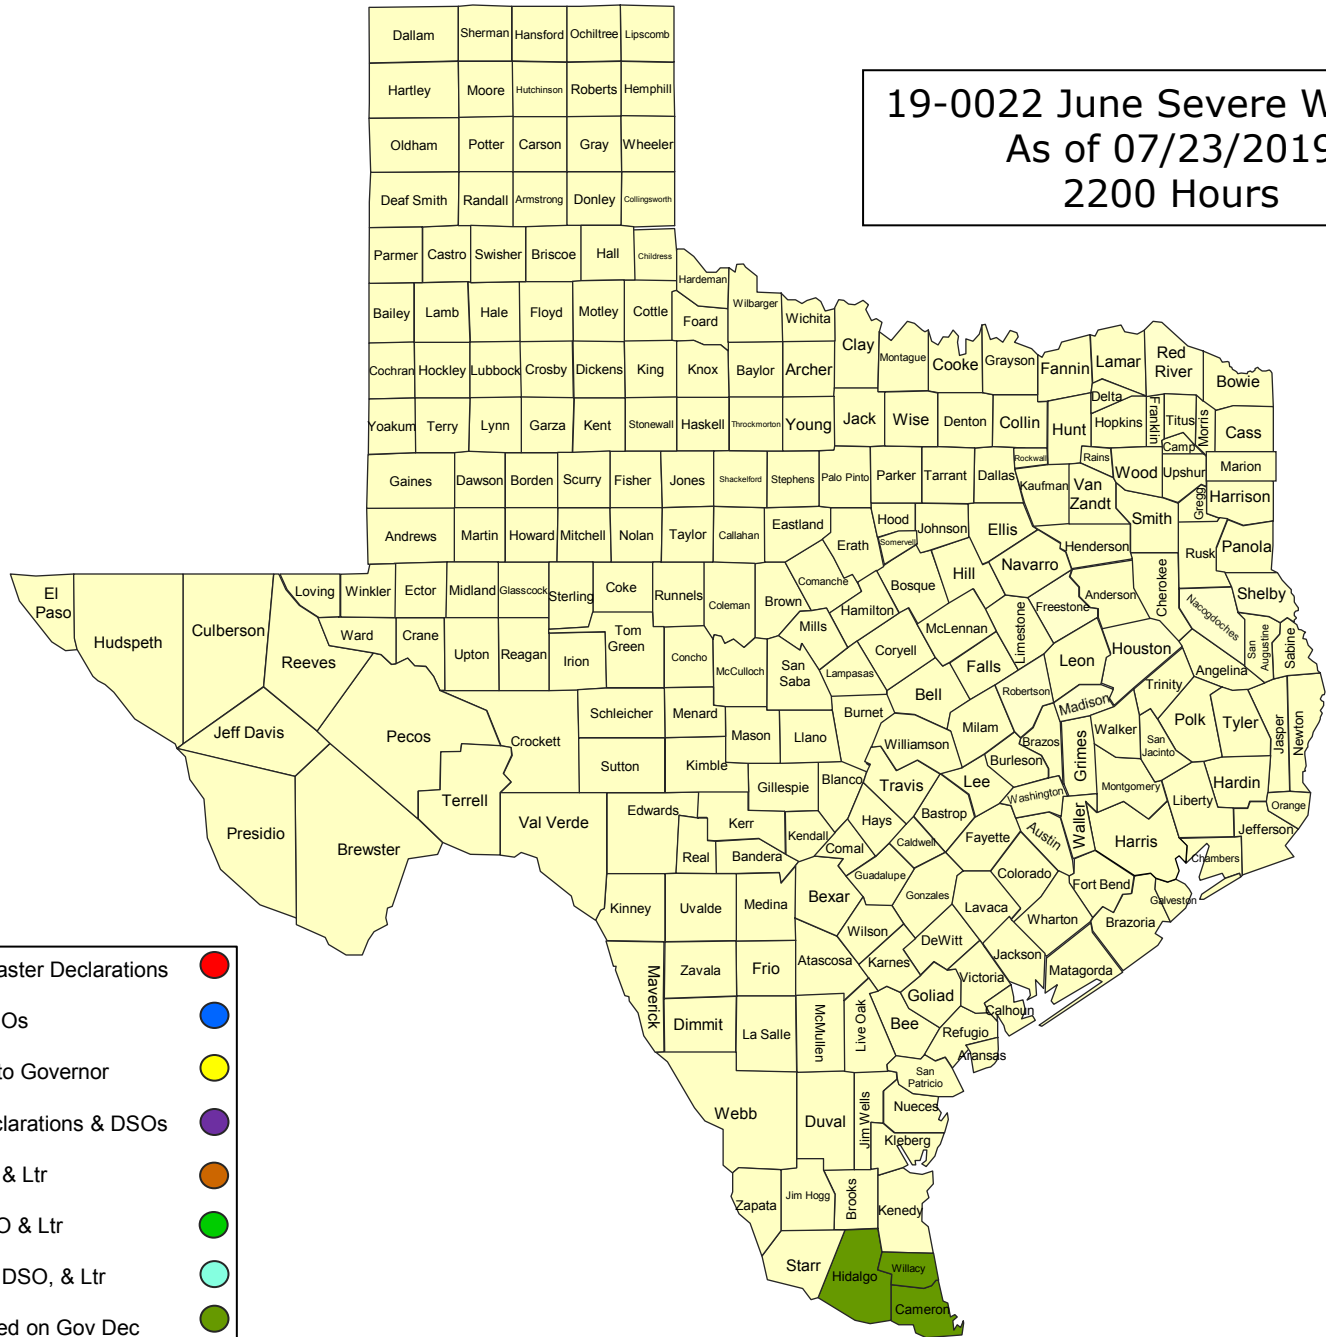 19-0022 June Severe W
As of 07/23/2019
2200 Hours
Dallam Sherman Hansford Ochiltree Lipscomb
Hartley Moore Hutchinson Roberts Hemphill
Oldham Potter Carson Gray Wheeler
Deaf Smith Randall Armstrong Donley Collingsworth
Parmer Castro Swisher Briscoe Hall Childress
Hardeman
Bailey Lamb Hale Floyd Motley Cottle Foard Wilbarger Wichita
Clay Montague Cooke Grayson Fannin Lamar Red
River Bowie
Cochran Hockley Lubbock Crosby Dickens King Knox Baylor Archer
Delta
Yoakum Terry Lynn Garza Kent Stonewall Haskell Throckmorton Young Jack Wise Denton Collin Hunt Hopkins Franklin Titus Morris Cass
Camp
Gaines Dawson Borden Scurry Fisher Jones Shackelford Stephens Palo Pinto Parker Tarrant Dallas Rockwall Kaufman Rains Van
Zandt Wood Upshur Marion
Gregg Harrison
Andrews Martin Howard Mitchell Nolan Taylor Callahan Eastland Erath Hood Somervell Johnson Ellis Henderson Smith Rusk Panola
El
Paso Hudspeth Culberson Loving Winkler Ector Midland Glasscock Sterling Coke Runnels Coleman Brown Comanche Hamilton Bosque Hill Navarro Freestone Anderson Cherokee Nacogdoches Shelby
Reeves Ward Crane Upton Reagan Irion Tom
Green Concho McCulloch San
Saba Mills Lampasas Coryell McLennan Limestone Falls Leon Houston Angelina San
Augustine Sabine
Jeff Davis Pecos Crockett Schleicher Menard Mason Llano Burnet Bell Milam Robertson Madison Trinity
Walker San
Jacinto Polk Tyler Jasper Newton
Sutton Kimble Gillespie Blanco Williamson Travis Lee Burleson Brazos Grimes Montgomery Liberty Hardin Orange
Presidio Brewster Terrell Val Verde Edwards Kerr Real Bandera Kendall Comal Hays Caldwell Bastrop Fayette Washington Austin Waller Harris Chambers Jefferson
Kinney Uvalde Medina Bexar Guadalupe Gonzales Lavaca Colorado Wharton Fort Bend Brazoria Galveston
Maverick Zavala Frio Atascosa Wilson Karnes DeWitt Victoria Jackson Matagorda
Dimmit La Salle McMullen Live Oak Bee Goliad Refugio Calhoun Aransas
San
Patricio
Webb Duval Jim Wells Nueces
Kleberg
Zapata Jim Hogg Brooks Kenedy
Starr Hidalgo Willacy
Cameron
aster Declarations
Os
to Governor
clarations & DSOs
& Ltr
O & Ltr
DSO, & Ltr
ed on Gov Dec